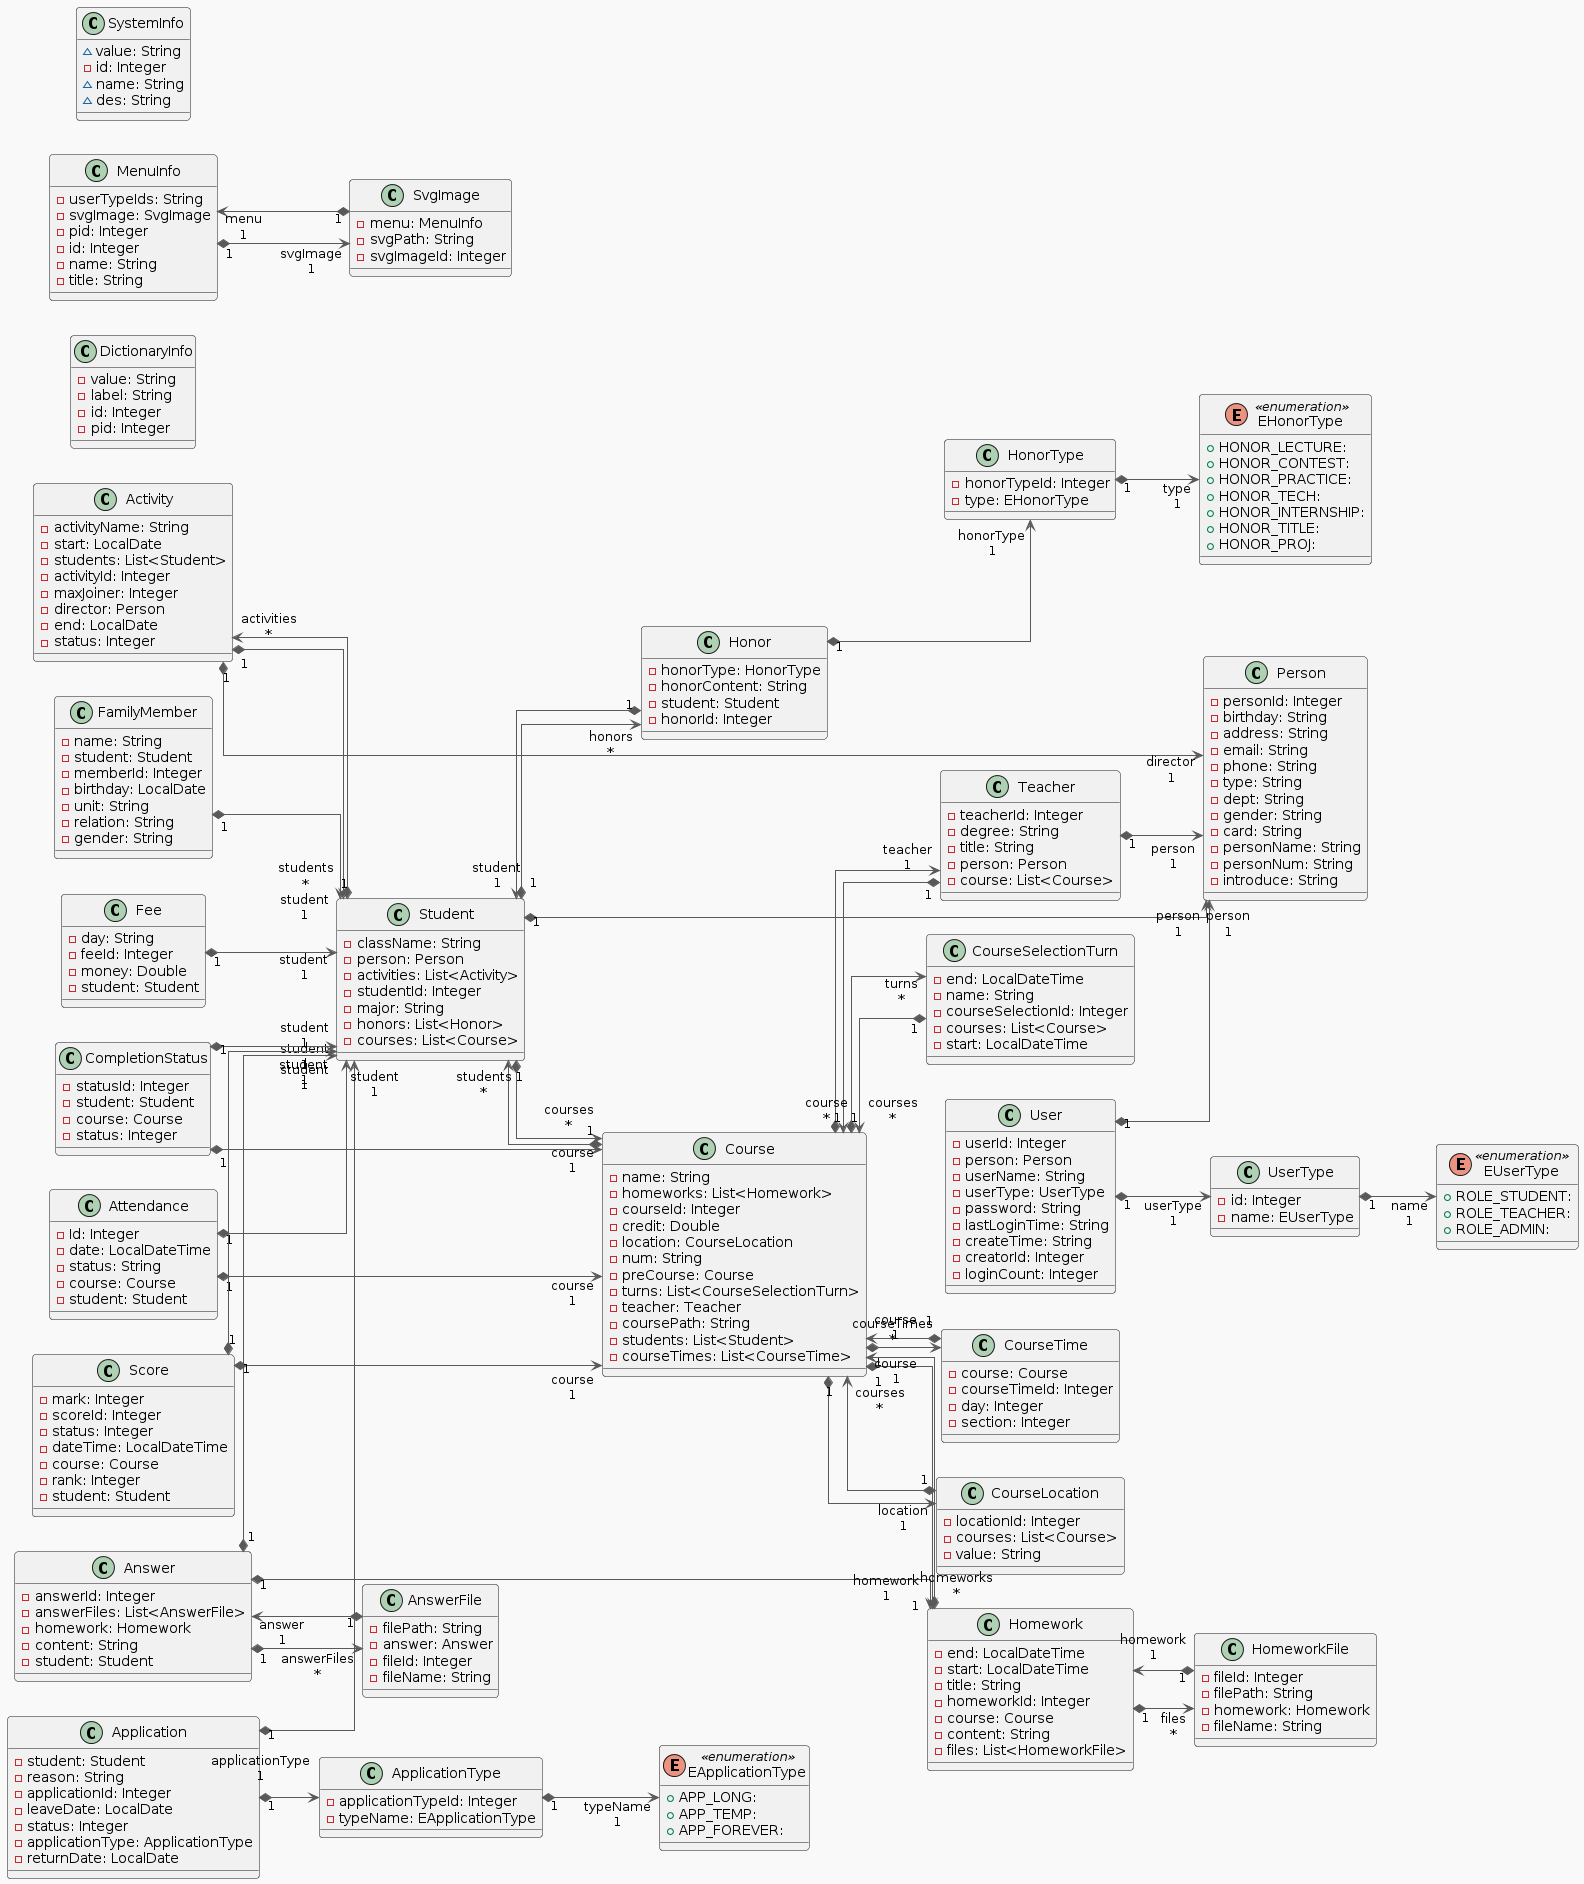 SystemInfo
value: String
id: Integer
name: String
des: String
MenuInfo
userTypeIds: String
svgImage: SvgImage
pid: Integer
id: Integer
name: String
title: String
menu
1
1
1
svgImage
1
SvgImage
menu: MenuInfo
svgPath: String
svgImageId: Integer
DictionaryInfo
value: String
label: String
id: Integer
pid: Integer
HonorType
honorTypeId: Integer
type: EHonorType
1
type
1
«enumeration»
EHonorType
HONOR_LECTURE:
HONOR_CONTEST:
HONOR_PRACTICE:
HONOR_TECH:
HONOR_INTERNSHIP:
HONOR_TITLE:
HONOR_PROJ:
honorType
1
Activity
activityName: String
start: LocalDate
students: List<Student>
activityId: Integer
maxJoiner: Integer
director: Person
end: LocalDate
status: Integer
activities
*
1
1
Honor
honorType: HonorType
honorContent: String
student: Student
honorId: Integer
1
1
honors
*
director
1
Person
personId: Integer
birthday: String
address: String
email: String
phone: String
type: String
dept: String
gender: String
card: String
personName: String
personNum: String
introduce: String
FamilyMember
name: String
student: Student
memberId: Integer
birthday: LocalDate
unit: String
relation: String
gender: String
1
students
*
1
student
1
student
1
1
Teacher
teacherId: Integer
degree: String
title: String
person: Person
course: List<Course>
teacher
1
1
1
person
1
Fee
day: String
feeId: Integer
money: Double
student: Student
1
student
1
Student
className: String
person: Person
activities: List<Activity>
studentId: Integer
major: String
honors: List<Honor>
courses: List<Course>
1
person
1
person
1
CourseSelectionTurn
end: LocalDateTime
name: String
courseSelectionId: Integer
courses: List<Course>
start: LocalDateTime
turns
*
1
CompletionStatus
statusId: Integer
student: Student
course: Course
status: Integer
1
1
student
1
student
1
student
1
student
1
students
*
1
courses
*
1
course
1
course
*
1
1
courses
*
User
userId: Integer
person: Person
userName: String
userType: UserType
password: String
lastLoginTime: String
createTime: String
creatorId: Integer
loginCount: Integer
1
1
userType
1
UserType
id: Integer
name: EUserType
1
name
1
«enumeration»
EUserType
ROLE_STUDENT:
ROLE_TEACHER:
ROLE_ADMIN:
Attendance
Id: Integer
date: LocalDateTime
status: String
course: Course
student: Student
1
1
course
1
Course
name: String
homeworks: List<Homework>
courseId: Integer
credit: Double
location: CourseLocation
num: String
preCourse: Course
turns: List<CourseSelectionTurn>
teacher: Teacher
coursePath: String
students: List<Student>
courseTimes: List<CourseTime>
course
1
1
courseTimes
*
1
course
1
1
CourseTime
course: Course
courseTimeId: Integer
day: Integer
section: Integer
Score
mark: Integer
scoreId: Integer
status: Integer
dateTime: LocalDateTime
course: Course
rank: Integer
student: Student
1
1
course
1
1
courses
*
1
location
1
CourseLocation
locationId: Integer
courses: List<Course>
value: String
Answer
answerId: Integer
answerFiles: List<AnswerFile>
homework: Homework
content: String
student: Student
1
1
answer
1
1
1
answerFiles
*
AnswerFile
filePath: String
answer: Answer
fileId: Integer
fileName: String
homework
1
homeworks
*
1
Homework
end: LocalDateTime
start: LocalDateTime
title: String
homeworkId: Integer
course: Course
content: String
files: List<HomeworkFile>
homework
1
1
1
files
*
HomeworkFile
fileId: Integer
filePath: String
homework: Homework
fileName: String
Application
student: Student
reason: String
applicationId: Integer
leaveDate: LocalDate
status: Integer
applicationType: ApplicationType
returnDate: LocalDate
1
applicationType
1
1
ApplicationType
applicationTypeId: Integer
typeName: EApplicationType
1
typeName
1
«enumeration»
EApplicationType
APP_LONG:
APP_TEMP:
APP_FOREVER: